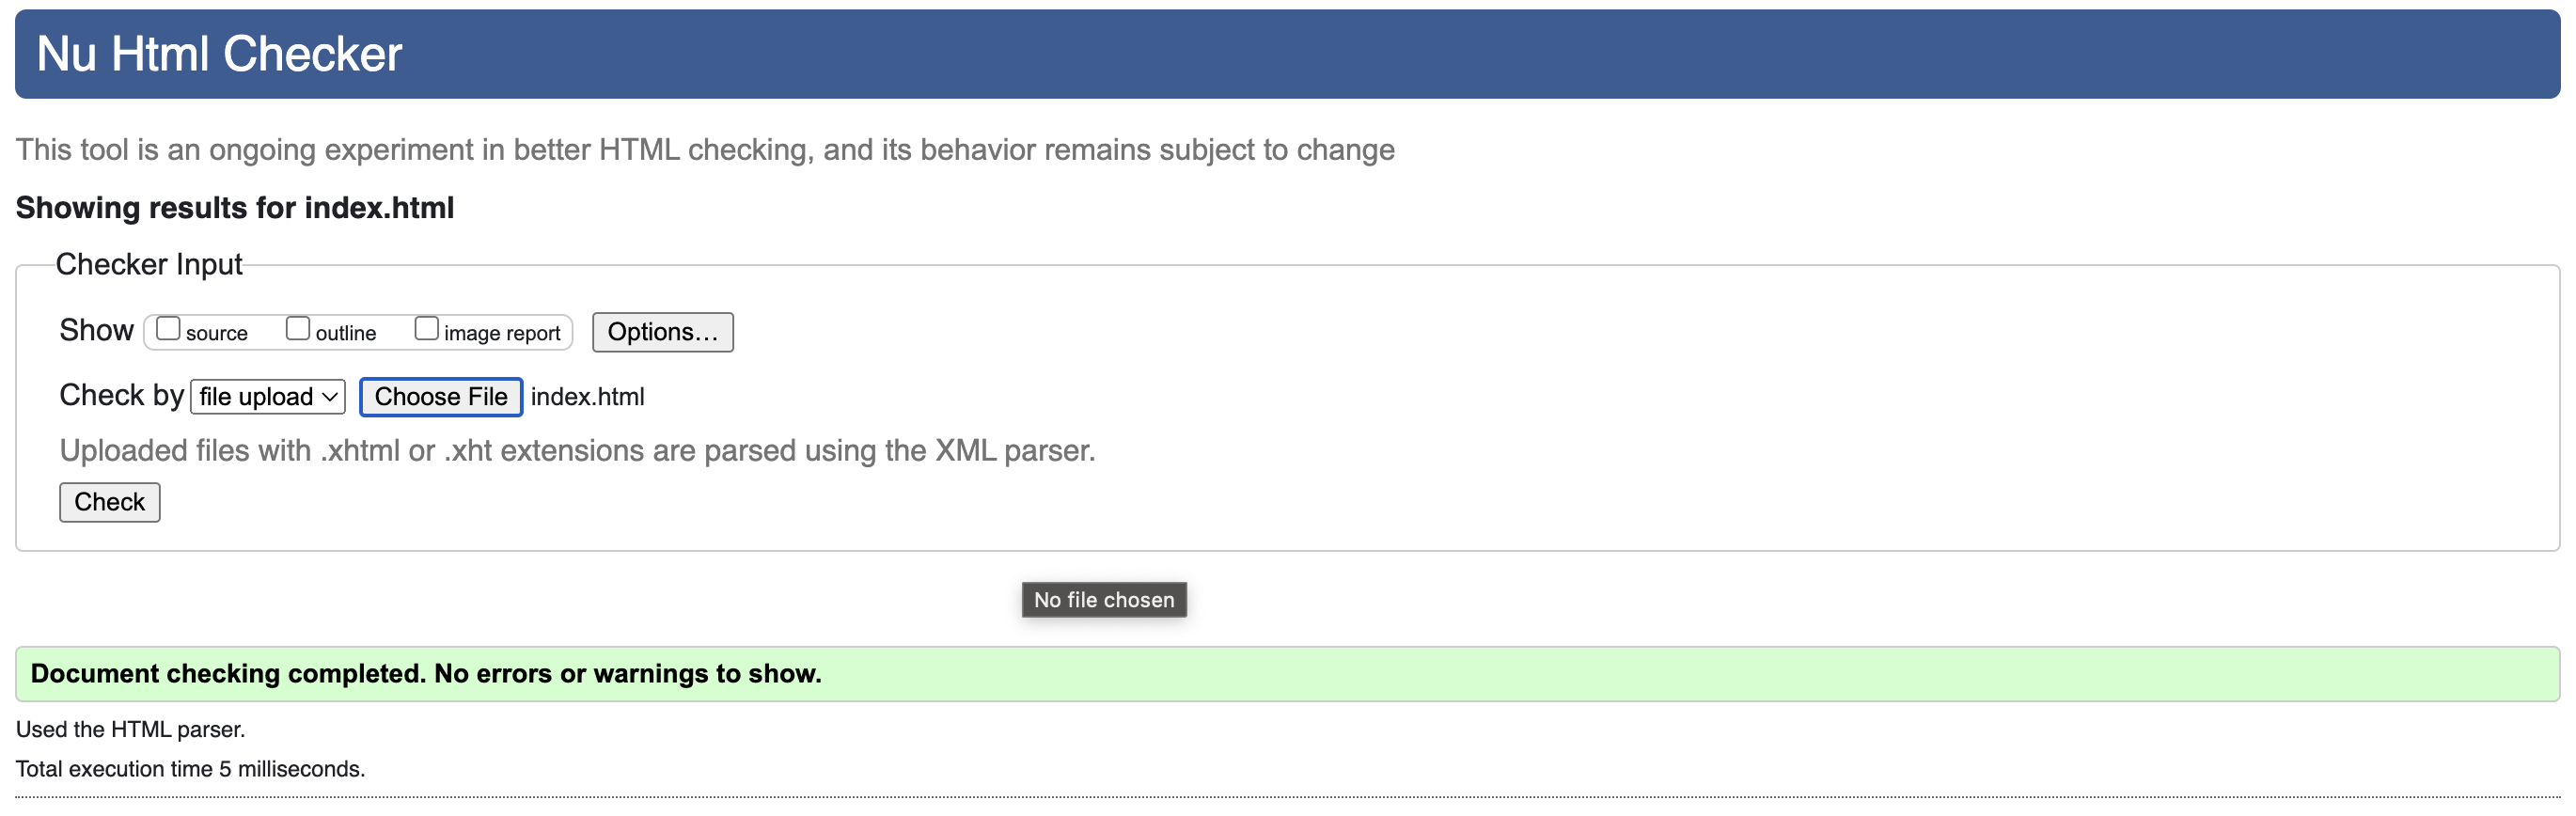 Nu Html Checker
This tool is an ongoing experiment in better HTML checking, and its behavior remains subject to change
Showing results for index.html
Checker Input
Show source outline image report Options…
Check by file upload Choose File index.html
Uploaded files with .xhtml or .xht extensions are parsed using the XML parser.
Check
No file chosen
Document checking completed. No errors or warnings to show.
Used the HTML parser.
Total execution time 5 milliseconds.